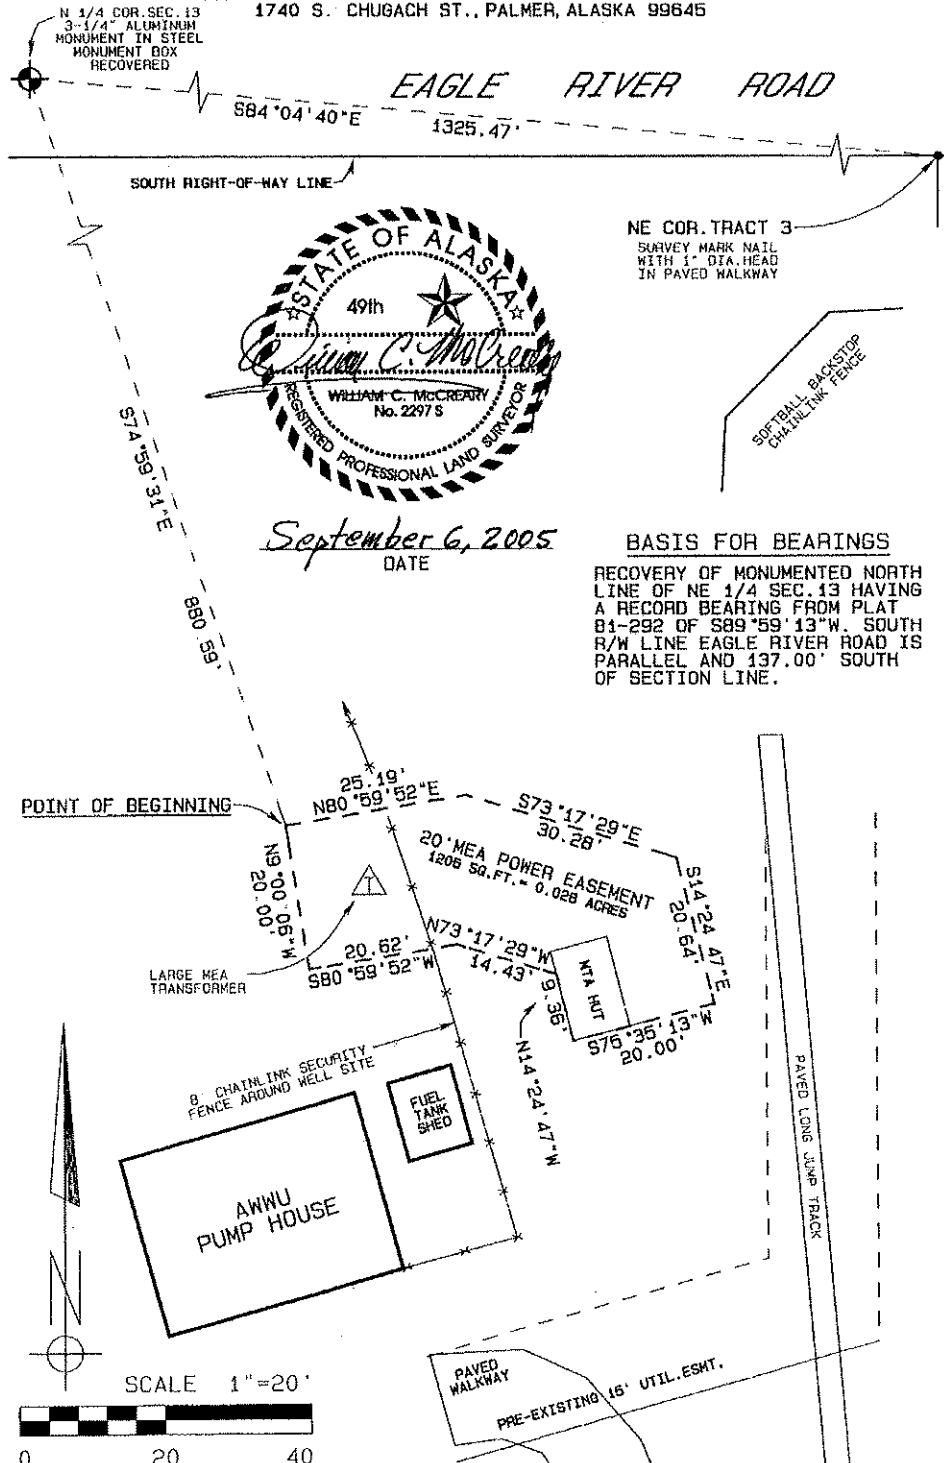 1740 S. CHUGACH ST., PALMER, ALASKA 99645
N 1/4 COR.SEC.13
3-1/4" ALUMINUM
MONUMENT IN STEEL
MONUMENT BOX
RECOVERED
EAGLE RIVER ROAD
S84°04'40"E
1325.47'
SOUTH RIGHT-OF-WAY LINE
NE COR.TRACT 3
SURVEY MARK NAIL
WITH 1" DIA.HEAD
IN PAVED WALKWAY
STATE OF ALASKA
49th
William C. McCreary
WILLIAM C. McCREARY
No. 2297 S
REGISTERED PROFESSIONAL LAND SURVEYOR
SOFTBALL BACKSTOP
CHAINLINK FENCE
S74°59'31"E
880.59'
September 6, 2005
DATE
BASIS FOR BEARINGS
RECOVERY OF MONUMENTED NORTH
LINE OF NE 1/4 SEC.13 HAVING
A RECORD BEARING FROM PLAT
81-292 OF S89°59'13"W. SOUTH
R/W LINE EAGLE RIVER ROAD IS
PARALLEL AND 137.00' SOUTH
OF SECTION LINE.
POINT OF BEGINNING
25.19'
N80°59'52"E
S73°17'29"E
30.28'
20'MEA POWER EASEMENT
1206 SQ.FT.= 0.028 ACRES
N9°00'06"W
20.00'
T
S14°24'47"E
20.64'
20.62'
S80°59'52"W
N73°17'29"W
14.43'
LARGE MEA
TRANSFORMER
9.36'
MTA HUT
S75°35'13"W
20.00'
N14°24'47"W
8' CHAINLINK SECURITY
FENCE AROUND WELL SITE
FUEL
TANK
SHED
AWWU
PUMP HOUSE
PAVED LONG JUMP TRACK
N
SCALE 1"=20'
0 20 40
PAVED
WALKWAY
PRE-EXISTING 15' UTIL.ESMT.